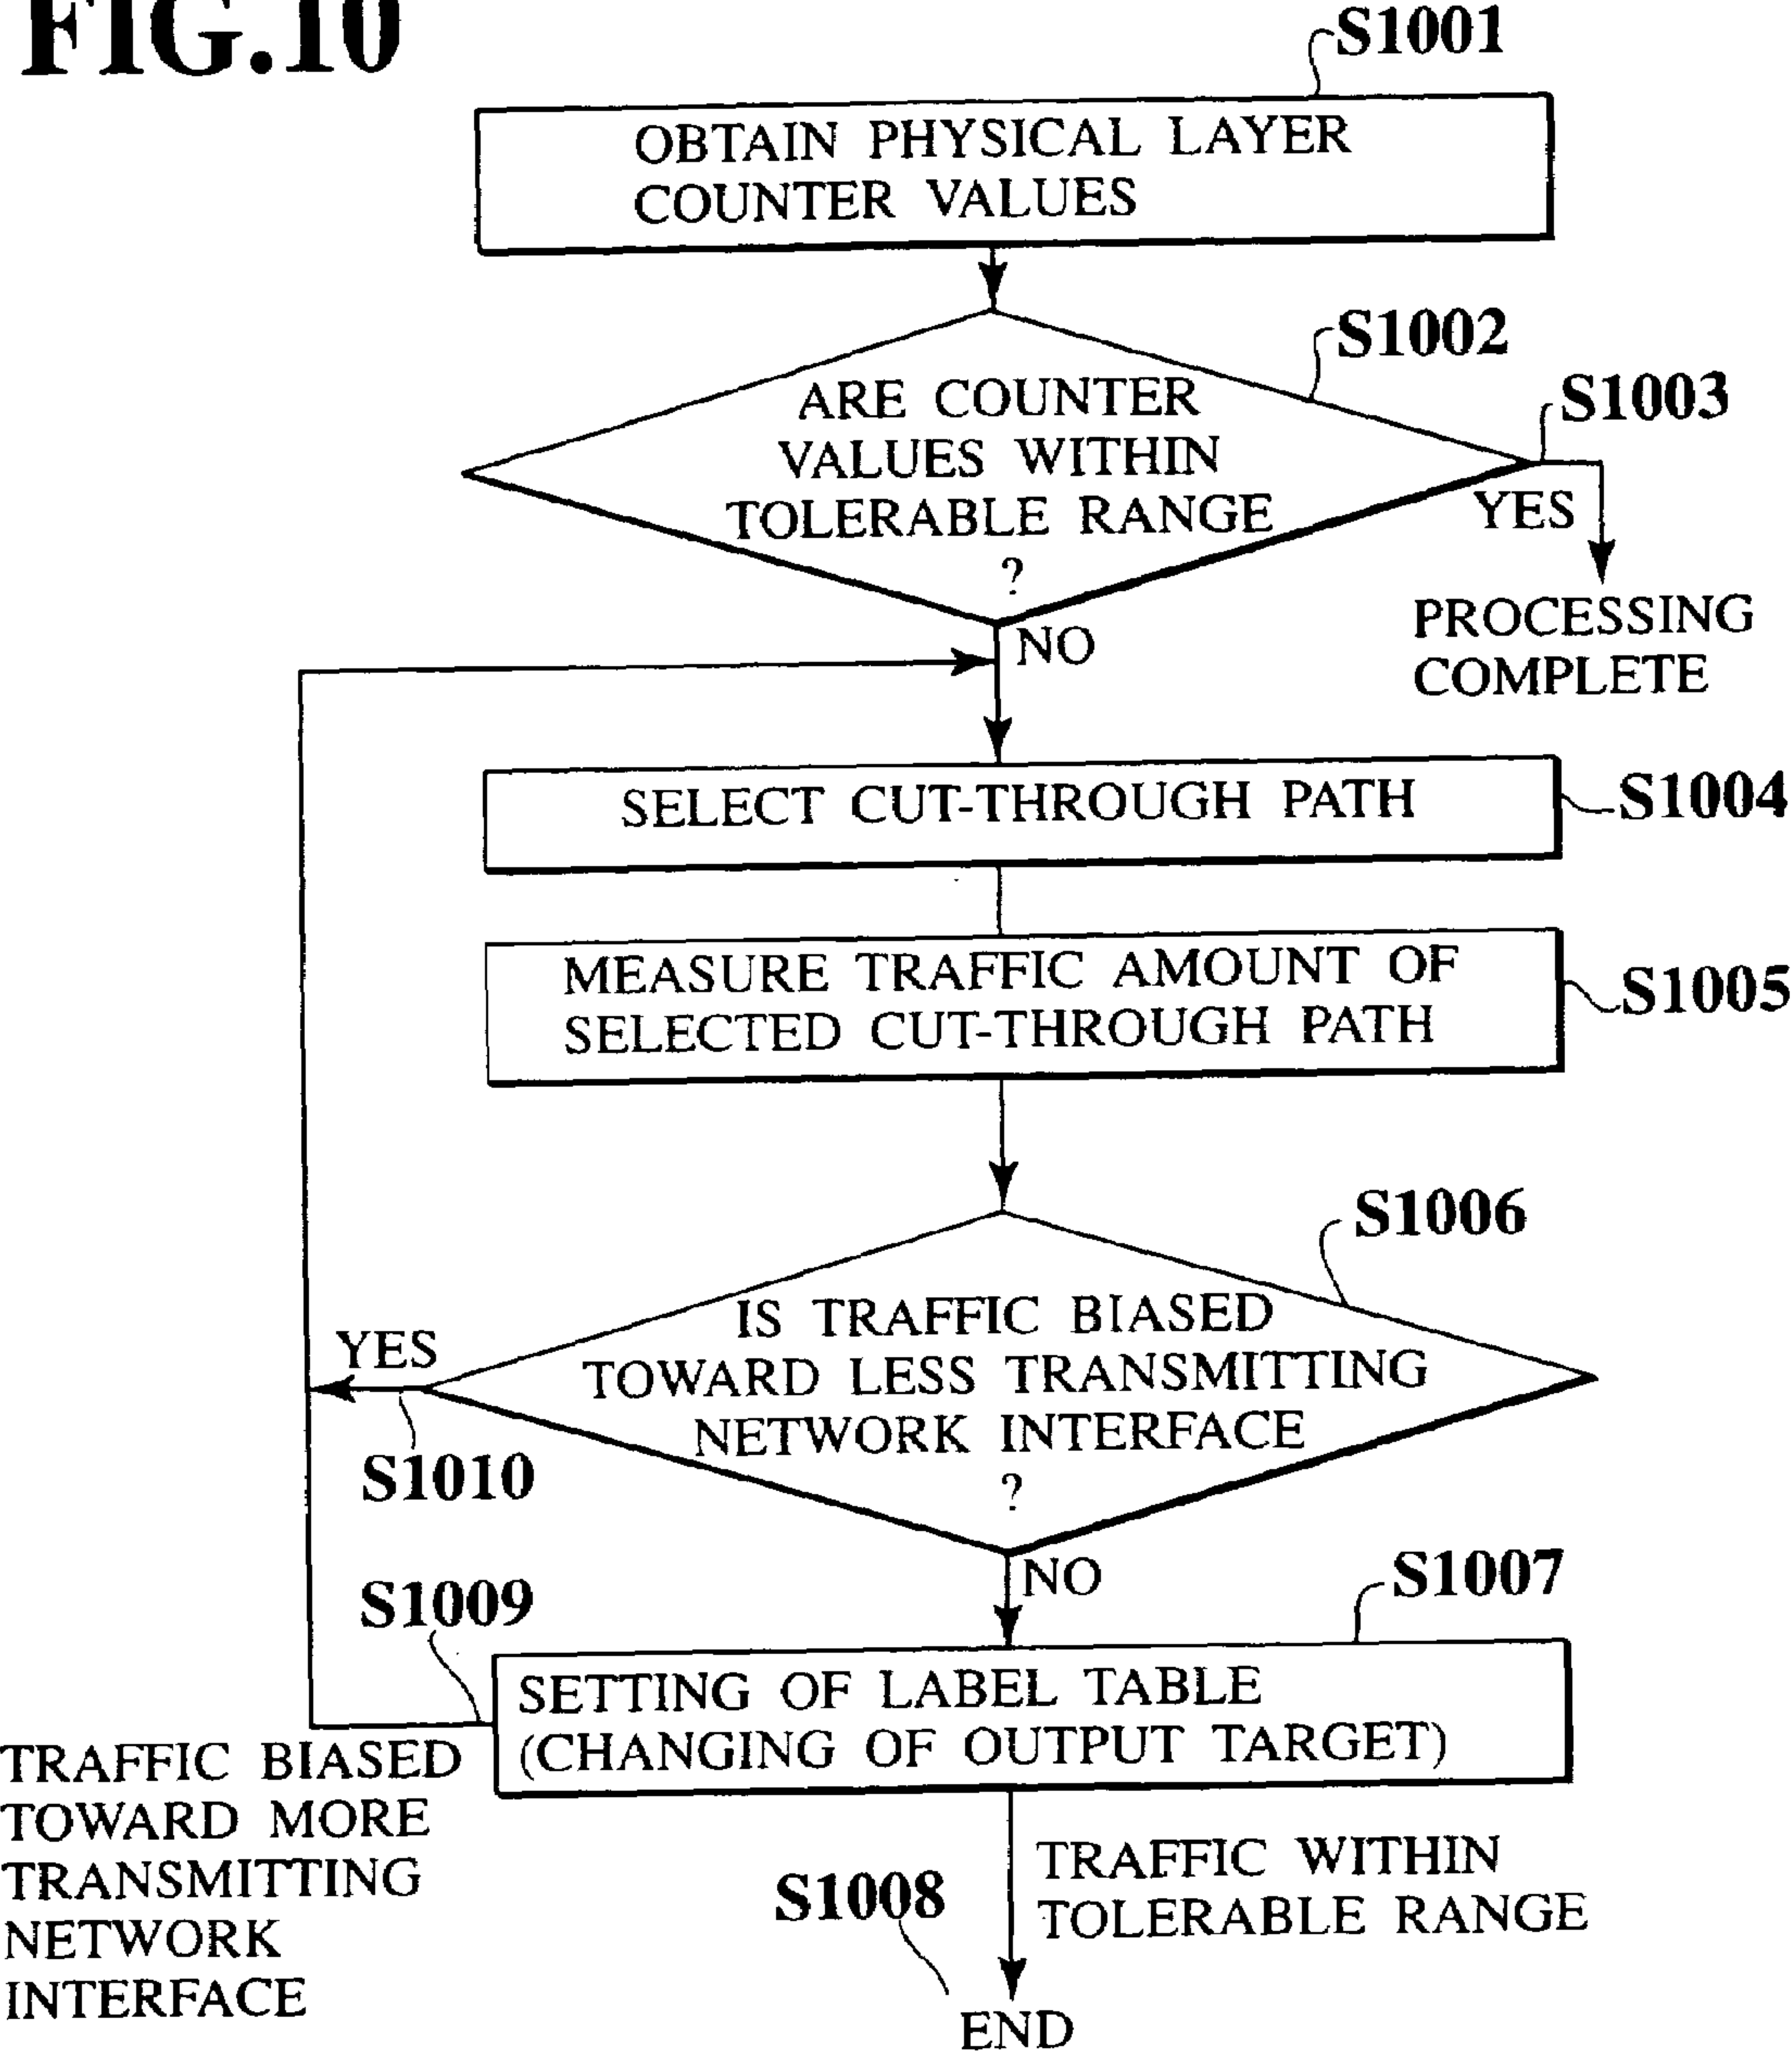 FIG.10
S1001
OBTAIN PHYSICAL LAYER
COUNTER VALUES
S1002
ARE COUNTER
VALUES WITHIN
TOLERABLE RANGE
?
S1003
YES
PROCESSING
COMPLETE
NO
SELECT CUT-THROUGH PATH
S1004
MEASURE TRAFFIC AMOUNT OF
SELECTED CUT-THROUGH PATH
S1005
S1006
IS TRAFFIC BIASED
TOWARD LESS TRANSMITTING
NETWORK INTERFACE
?
YES
S1010
NO
S1007
S1009
SETTING OF LABEL TABLE
(CHANGING OF OUTPUT TARGET)
TRAFFIC BIASED
TOWARD MORE
TRANSMITTING
NETWORK
INTERFACE
TRAFFIC WITHIN
TOLERABLE RANGE
S1008
END